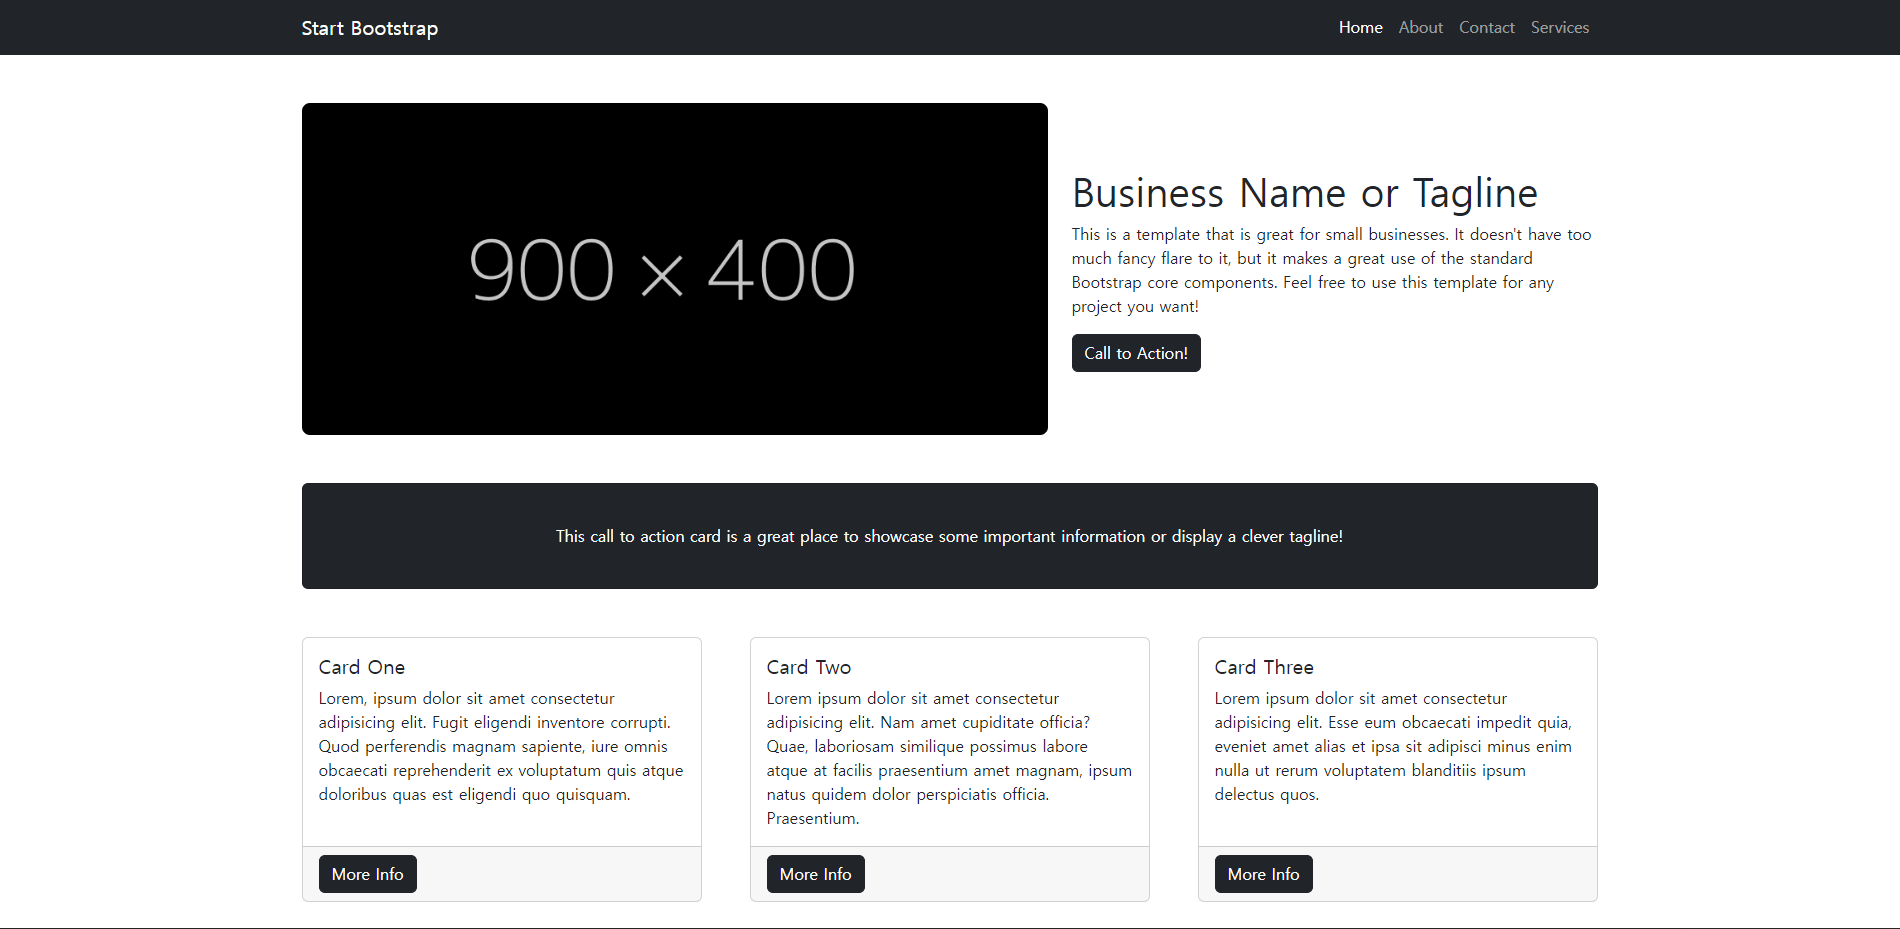 Start Bootstrap
Home About Contact Services
900 × 400
Business Name or Tagline
This is a template that is great for small businesses. It doesn't have too
much fancy flare to it, but it makes a great use of the standard
Bootstrap core components. Feel free to use this template for any
project you want!
Call to Action!
This call to action card is a great place to showcase some important information or display a clever tagline!
Card One
Lorem, ipsum dolor sit amet consectetur
adipisicing elit. Fugit eligendi inventore corrupti.
Quod perferendis magnam sapiente, iure omnis
obcaecati reprehenderit ex voluptatum quis atque
doloribus quas est eligendi quo quisquam.
More Info
Card Two
Lorem ipsum dolor sit amet consectetur
adipisicing elit. Nam amet cupiditate officia?
Quae, laboriosam similique possimus labore
atque at facilis praesentium amet magnam, ipsum
natus quidem dolor perspiciatis officia.
Praesentium.
More Info
Card Three
Lorem ipsum dolor sit amet consectetur
adipisicing elit. Esse eum obcaecati impedit quia,
eveniet amet alias et ipsa sit adipisci minus enim
nulla ut rerum voluptatem blanditiis ipsum
delectus quos.
More Info